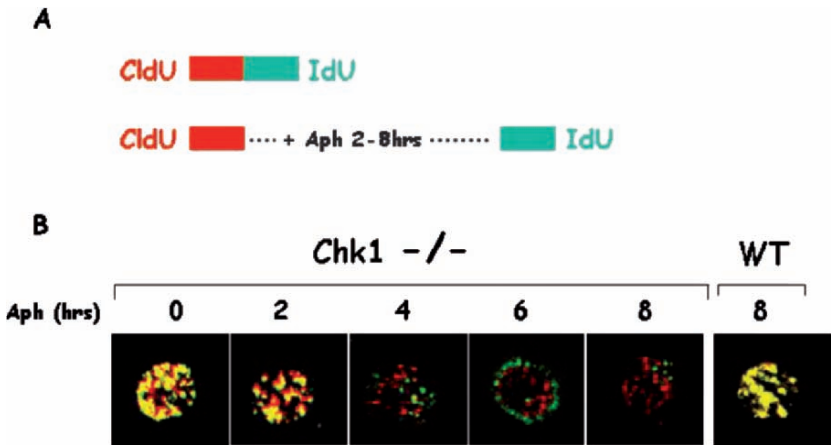 A
CldU IdU
CldU ···· + Aph 2-8hrs ········ IdU
B
Chk1 -/- WT
Aph (hrs) 0 2 4 6 8 8